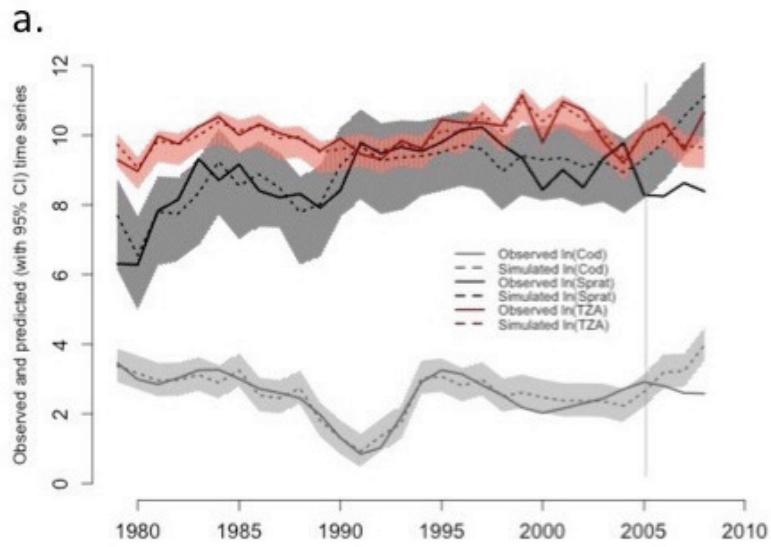 a.
Observed and predicted (with 95% CI) time series
12
10
8
6
4
2
0
Observed ln(Cod)
Simulated ln(Cod)
Observed ln(Sprat)
Simulated ln(Sprat)
Observed ln(TZA)
Simulated ln(TZA)
1980 1985 1990 1995 2000 2005 2010